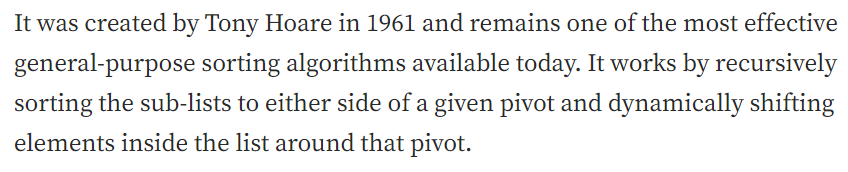 It was created by Tony Hoare in 1961 and remains one of the most effective
general-purpose sorting algorithms available today. It works by recursively
sorting the sub-lists to either side of a given pivot and dynamically shifting
elements inside the list around that pivot.